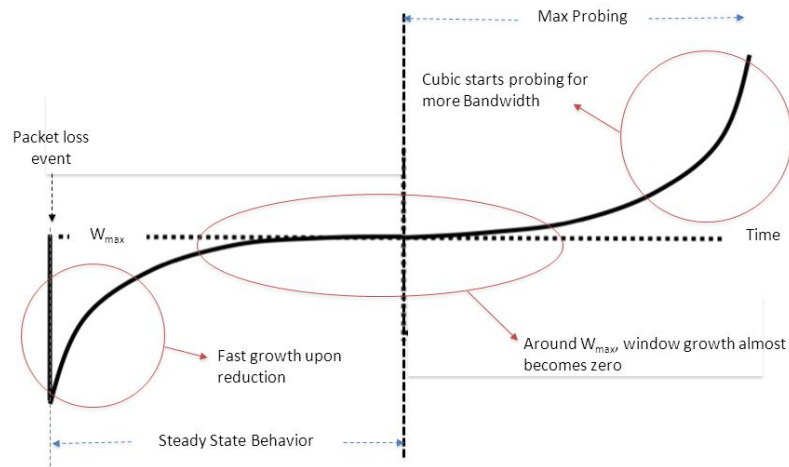 Max Probing
Cubic starts probing for
more Bandwidth
Packet loss
event
Wmax
Time
Fast growth upon
reduction
Around Wmax, window growth almost
becomes zero
Steady State Behavior